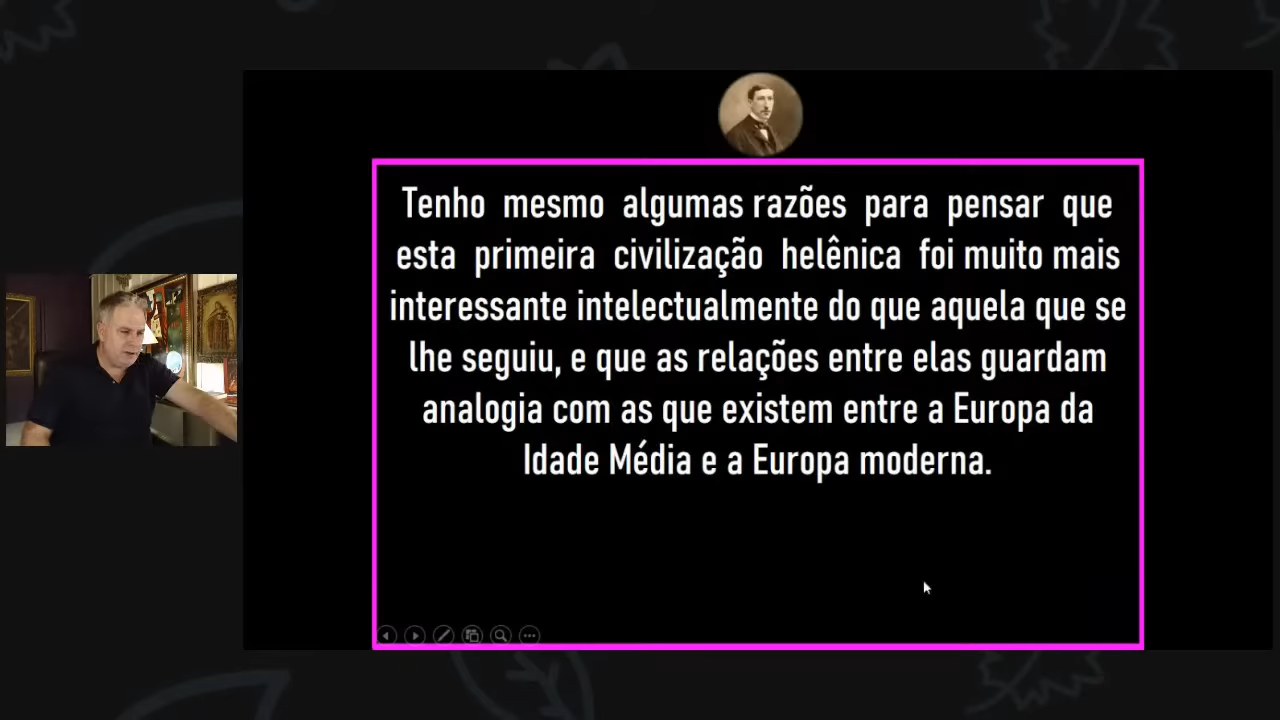 Tenho mesmo algumas razões para pensar que
esta primeira civilização helênica foi muito mais
interessante intelectualmente do que aquela que se
lhe seguiu, e que as relações entre elas guardam
analogia com as que existem entre a Europa da
Idade Média e a Europa moderna.